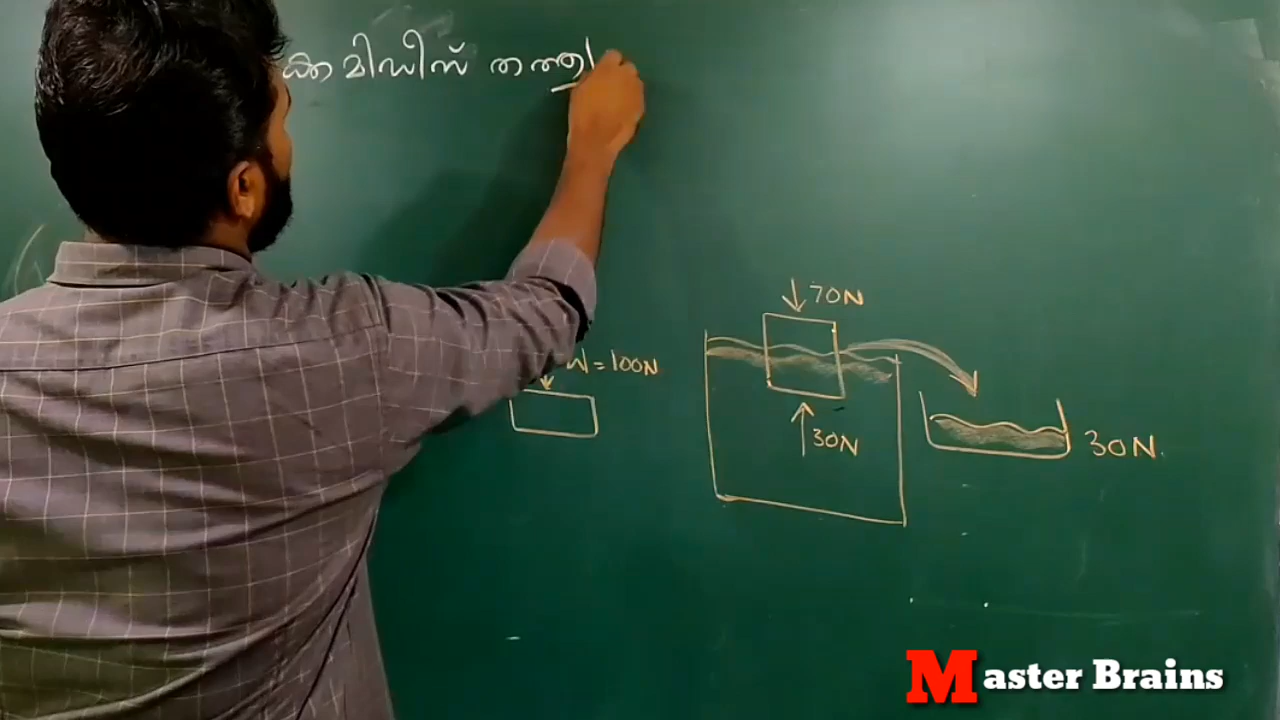 ക്കമിഡീസ് തത്ത്വ
W = 100N
70N
30N
30N.
Master Brains